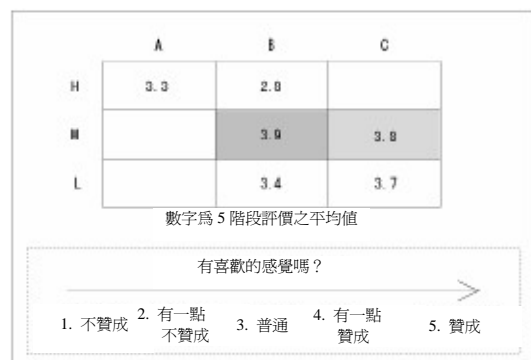 A B C
H 3.3 2.8
M 3.9 3.8
L 3.4 3.7
數字爲 5 階段評價之平均值
有喜歡的感覺嗎？
1. 不贊成 2. 有一點不贊成 3. 普通 4. 有一點贊成 5. 贊成